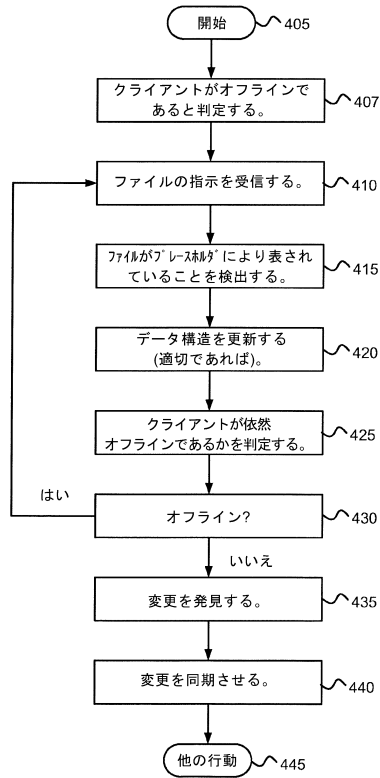 開始
405
クライアントがオフラインで
あると判定する。
407
ファイルの指示を受信する。
410
ﾌｧｲﾙがﾌﾟﾚｰｽﾎﾙﾀﾞにより表され
ていることを検出する。
415
データ構造を更新する
(適切であれば)。
420
クライアントが依然
オフラインであるかを判定する。
425
はい
オフライン?
430
いいえ
変更を発見する。
435
変更を同期させる。
440
他の行動
445